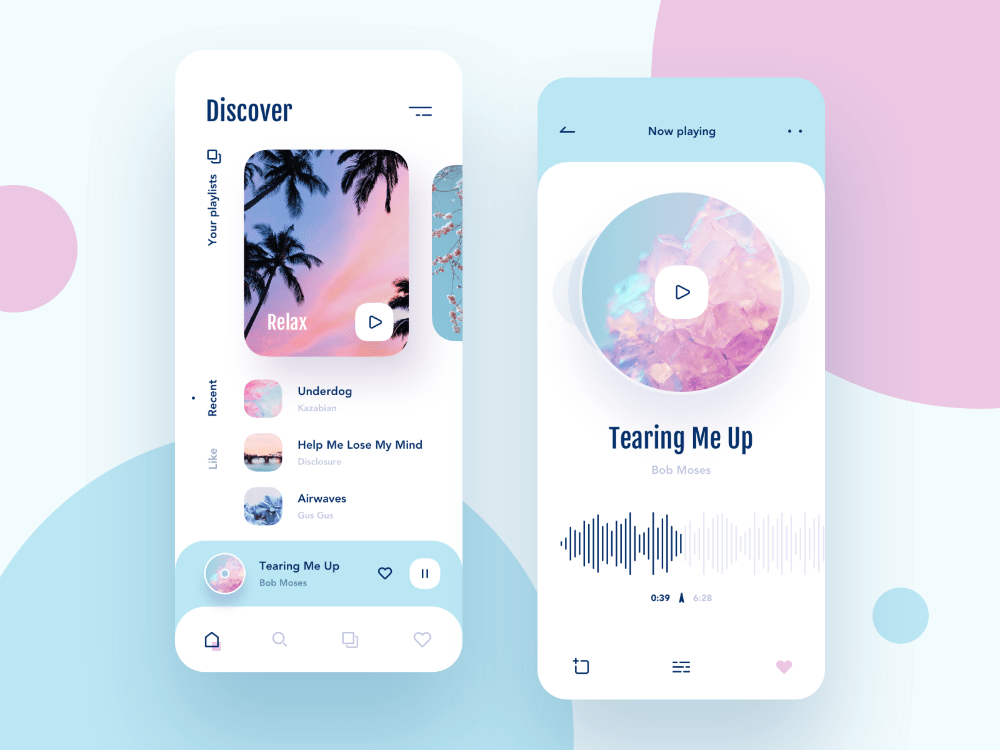 Discover
Your playlists
Relax
Recent
Like
Underdog
Kazabian
Help Me Lose My Mind
Disclosure
Airwaves
Gus Gus
Tearing Me Up
Bob Moses
Now playing
Tearing Me Up
Bob Moses
0:39 6:28